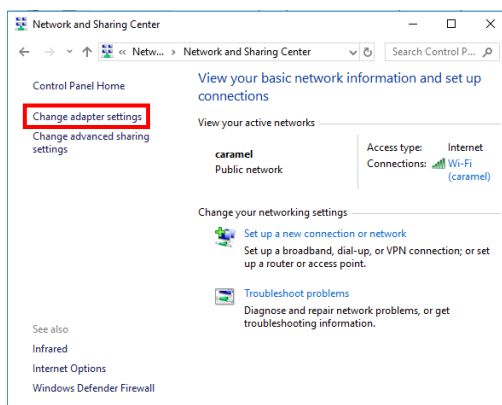 Network and Sharing Center
« Netw... > Network and Sharing Center
Search Control P...
Control Panel Home
Change adapter settings
Change advanced sharing
settings
See also
Infrared
Internet Options
Windows Defender Firewall
View your basic network information and set up
connections
View your active networks
caramel
Public network
Access type: Internet
Connections: Wi-Fi
(caramel)
Change your networking settings
Set up a new connection or network
Set up a broadband, dial-up, or VPN connection; or set
up a router or access point.
Troubleshoot problems
Diagnose and repair network problems, or get
troubleshooting information.